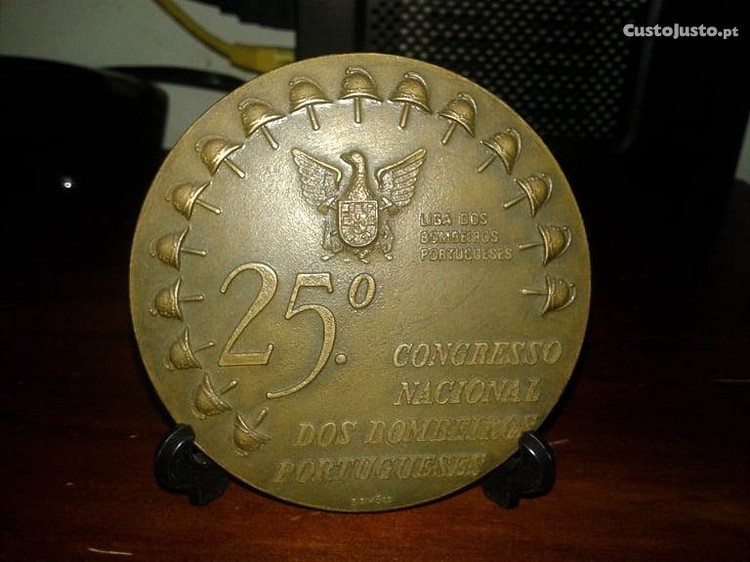 CustoJusto.pt
LIGA DOS
BOMBEIROS
PORTUGUESES
25.º
CONGRESSO
NACIONAL
DOS BOMBEIROS
PORTUGUESES